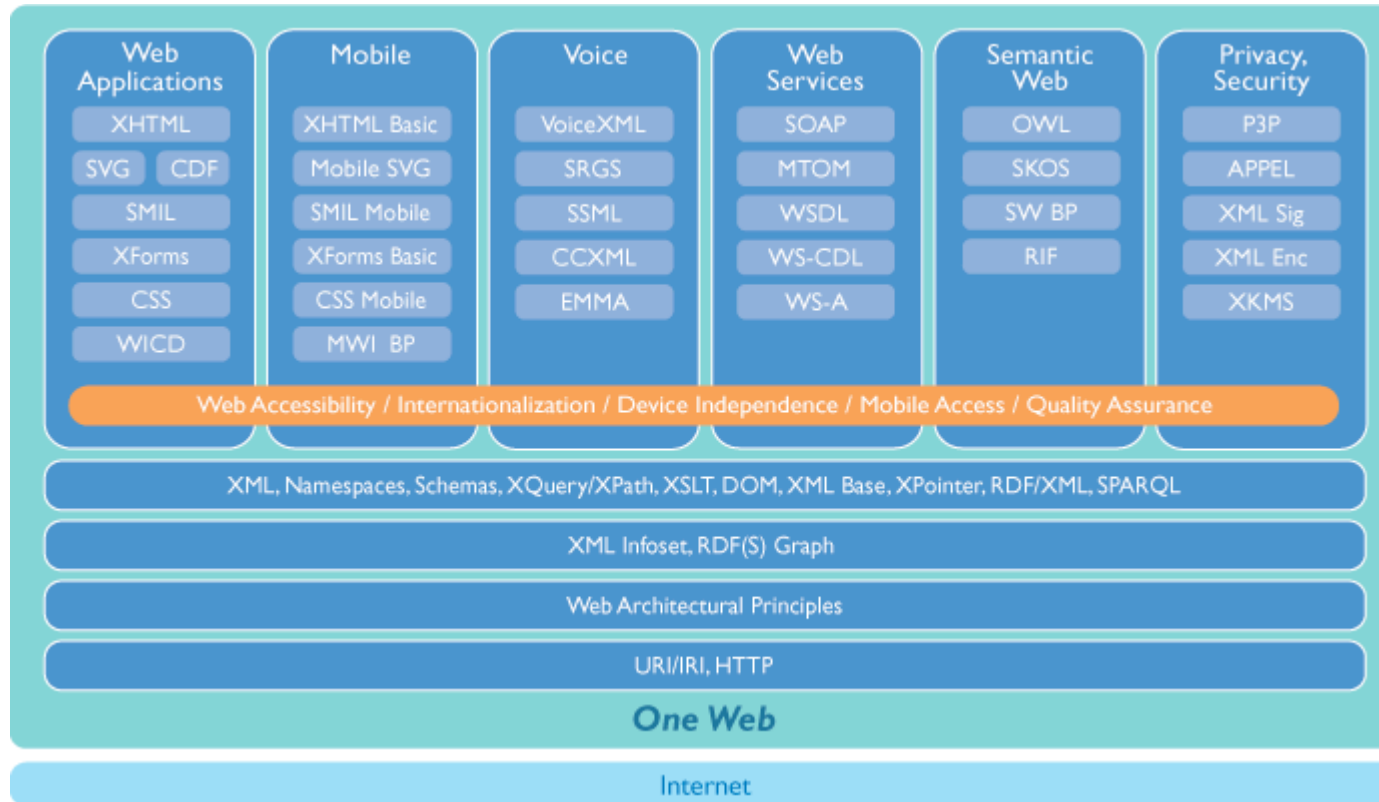 Web
Applications
XHTML
SVG CDF
SMIL
XForms
CSS
WICD
Mobile
XHTML Basic
Mobile SVG
SMIL Mobile
XForms Basic
CSS Mobile
MWI BP
Voice
VoiceXML
SRGS
SSML
CCXML
EMMA
Web
Services
SOAP
MTOM
WSDL
WS-CDL
WS-A
Semantic
Web
OWL
SKOS
SW BP
RIF
Privacy,
Security
P3P
APPEL
XML Sig
XML Enc
XKMS
Web Accessibility / Internationalization / Device Independence / Mobile Access / Quality Assurance
XML, Namespaces, Schemas, XQuery/XPath, XSLT, DOM, XML Base, XPointer, RDF/XML, SPARQL
XML Infoset, RDF(S) Graph
Web Architectural Principles
URI/IRI, HTTP
One Web
Internet